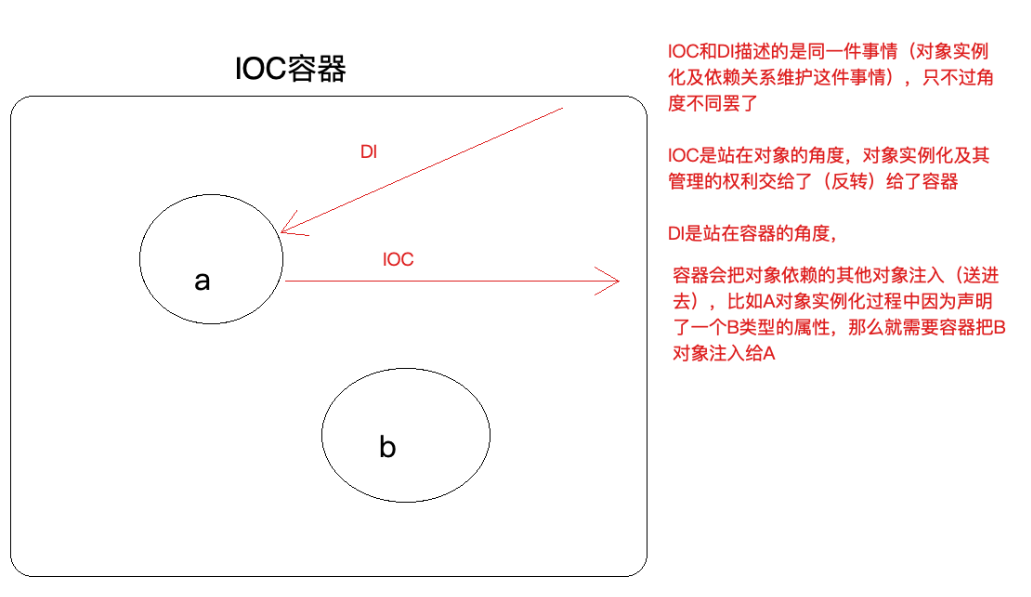 IOC容器
DI
IOC
a
b
IOC和DI描述的是同一件事情（对象实例
化及依赖关系维护这件事情），只不过角
度不同罢了
IOC是站在对象的角度，对象实例化及其
管理的权利交给了（反转）给了容器
DI是站在容器的角度，
容器会把对象依赖的其他对象注入（送进
去），比如A对象实例化过程中因为声明
了一个B类型的属性，那么就需要容器把B
对象注入给A